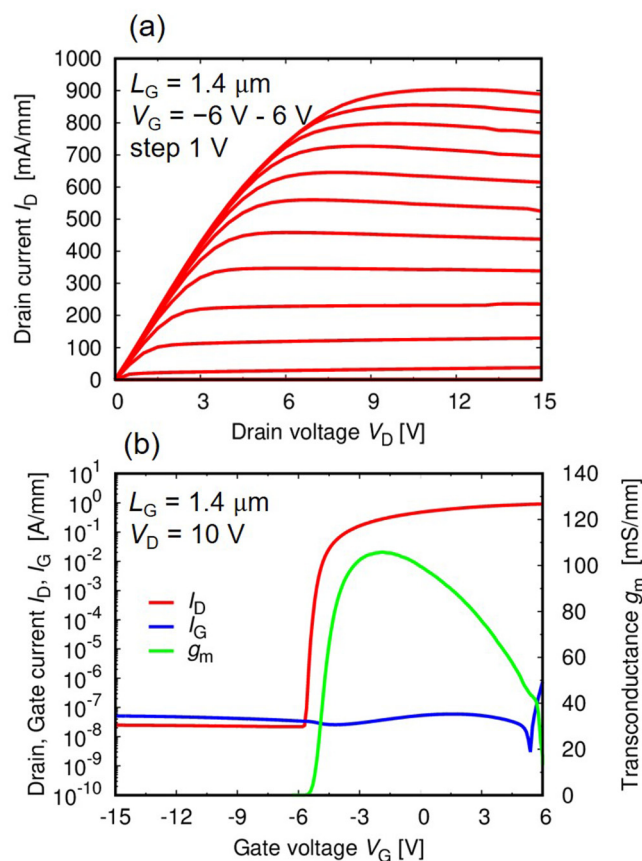 (a)
1000
900
800
700
600
500
400
300
200
100
0
Drain current I_D [mA/mm]
L_G = 1.4 μm
V_G = −6 V - 6 V
step 1 V
0 3 6 9 12 15
Drain voltage V_D [V]
(b)
10^1
10^0
10^-1
10^-2
10^-3
10^-4
10^-5
10^-6
10^-7
10^-8
10^-9
10^-10
Drain, Gate current I_D, I_G [A/mm]
L_G = 1.4 μm
V_D = 10 V
I_D
I_G
g_m
140
120
100
80
60
40
20
0
Transconductance g_m [mS/mm]
-15 -12 -9 -6 -3 0 3 6
Gate voltage V_G [V]